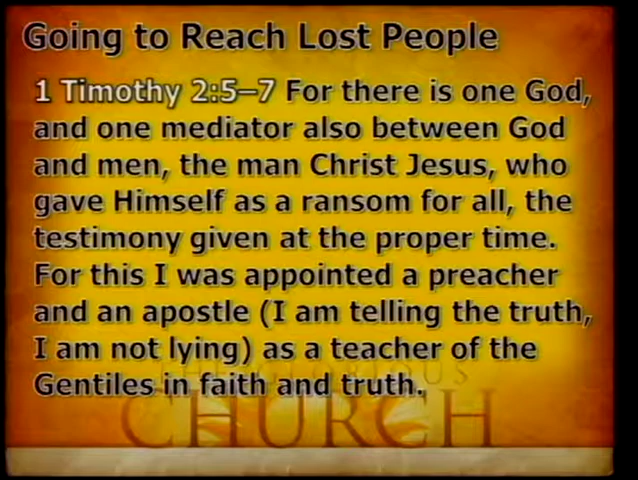 Going to Reach Lost People
1 Timothy 2:5–7 For there is one God,
and one mediator also between God
and men, the man Christ Jesus, who
gave Himself as a ransom for all, the
testimony given at the proper time.
For this I was appointed a preacher
and an apostle (I am telling the truth,
I am not lying) as a teacher of the
Gentiles in faith and truth.
THE GLORIOUS
CHURCH